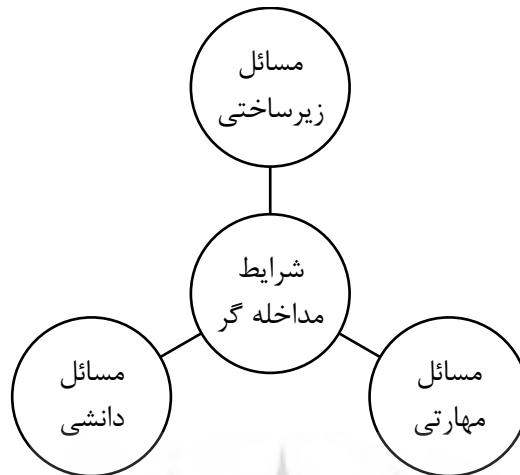 مسائل
زیرساختی
شرایط
مداخله گر
مسائل
مهارتی
مسائل
دانشی